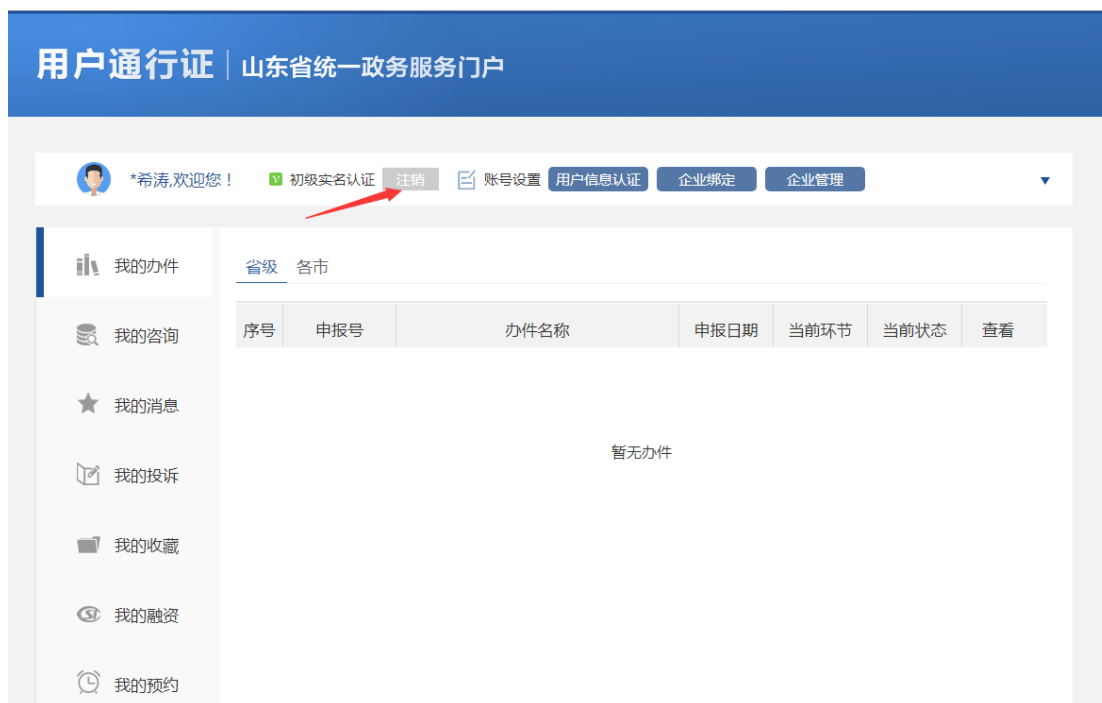 用户通行证 | 山东省统一政务服务门户
*希涛,欢迎您！ V 初级实名认证 注销 账号设置 用户信息认证 企业绑定 企业管理
我的办件
我的咨询
我的消息
我的投诉
我的收藏
我的融资
我的预约
省级 各市
序号 申报号 办件名称 申报日期 当前环节 当前状态 查看
暂无办件